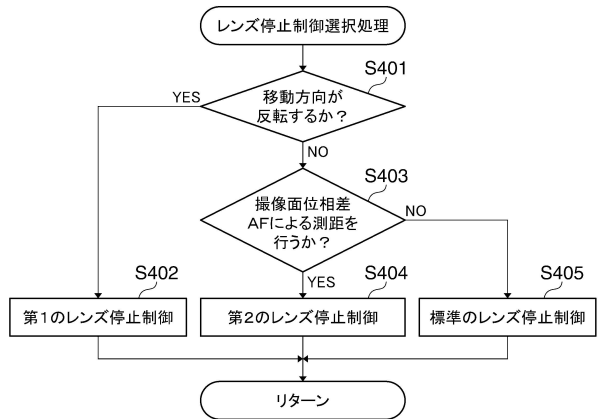 レンズ停止制御選択処理
S401
移動方向が
反転するか？
YES
NO
S403
撮像面位相差
AFによる測距を
行うか？
NO
YES
S402
第1のレンズ停止制御
S404
第2のレンズ停止制御
S405
標準のレンズ停止制御
リターン